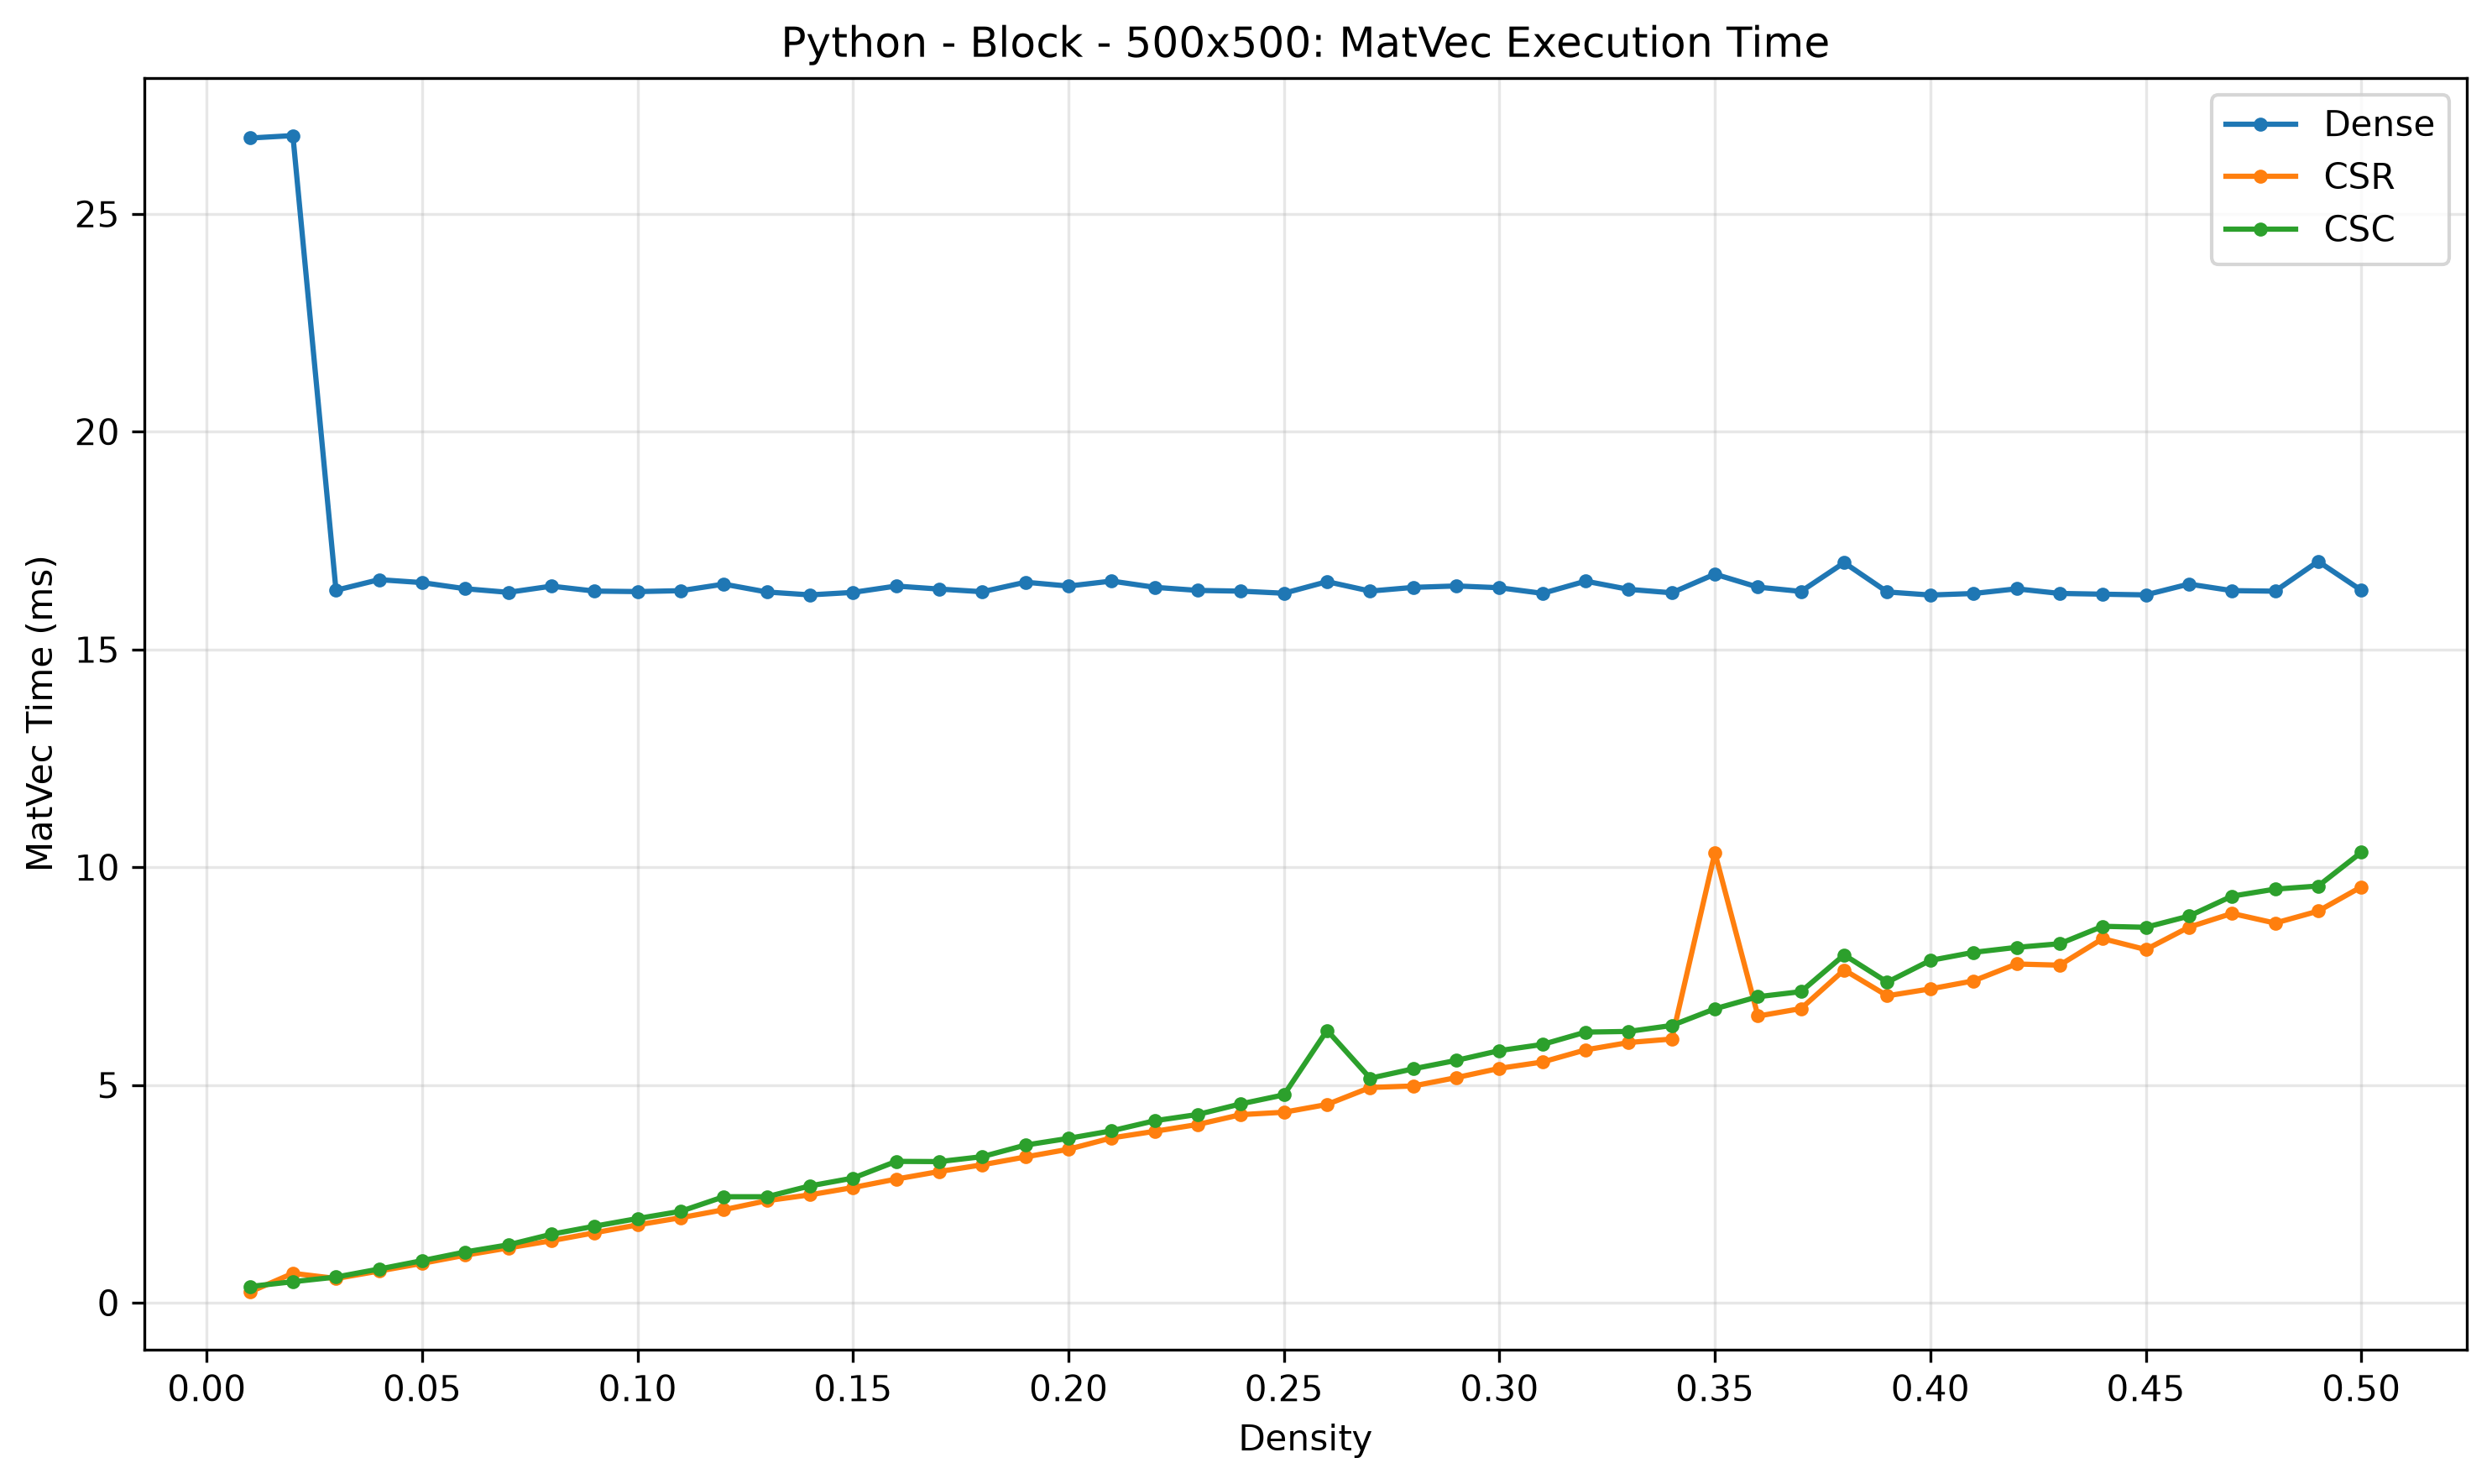 Python - Block - 500x500: MatVec Execution Time
Dense
CSR
CSC
MatVec Time (ms)
25
20
15
10
5
0
0.00 0.05 0.10 0.15 0.20 0.25 0.30 0.35 0.40 0.45 0.50
Density